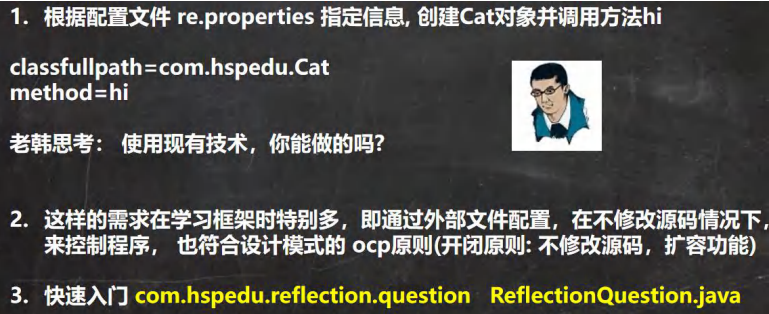 1. 根据配置文件 re.properties 指定信息, 创建Cat对象并调用方法hi
classfullpath=com.hspedu.Cat
method=hi
老韩思考： 使用现有技术，你能做的吗?
2. 这样的需求在学习框架时特别多，即通过外部文件配置，在不修改源码情况下，
来控制程序， 也符合设计模式的 ocp原则(开闭原则: 不修改源码，扩容功能)
3. 快速入门 com.hspedu.reflection.question ReflectionQuestion.java